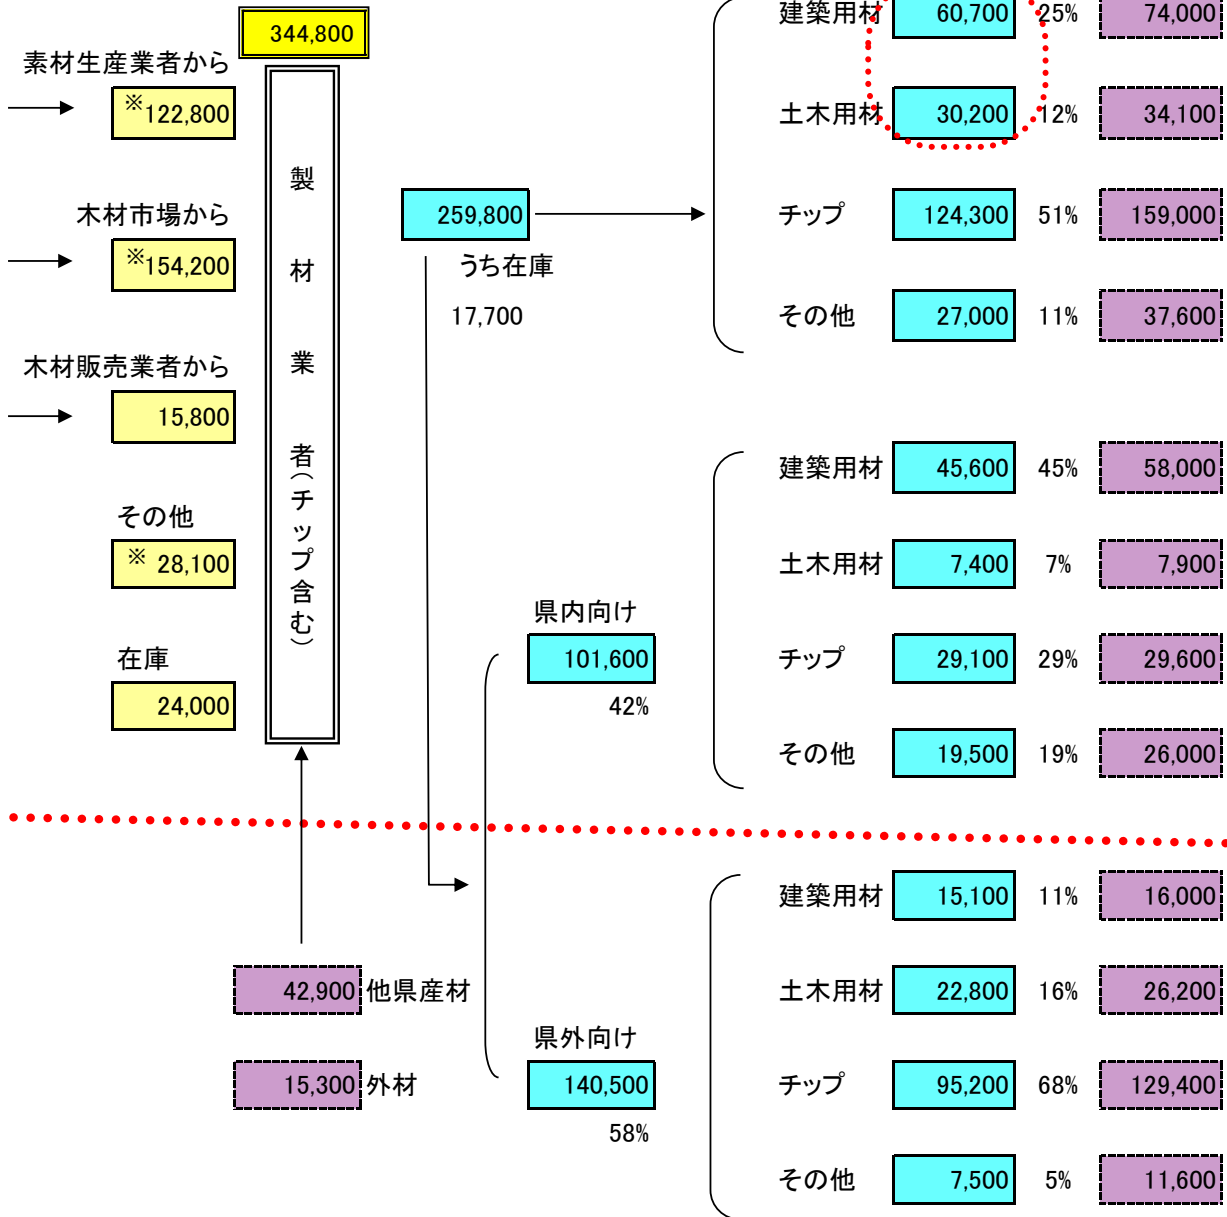 344,800
素材生産業者から
※122,800
木材市場から
※154,200
木材販売業者から
15,800
その他
※ 28,100
在庫
24,000
製材業者(チップ含む)
259,800
うち在庫
17,700
建築用材 60,700 25% 74,000
土木用材 30,200 12% 34,100
チップ 124,300 51% 159,000
その他 27,000 11% 37,600
県内向け
101,600
42%
建築用材 45,600 45% 58,000
土木用材 7,400 7% 7,900
チップ 29,100 29% 29,600
その他 19,500 19% 26,000
42,900 他県産材
15,300 外材
県外向け
140,500
58%
建築用材 15,100 11% 16,000
土木用材 22,800 16% 26,200
チップ 95,200 68% 129,400
その他 7,500 5% 11,600